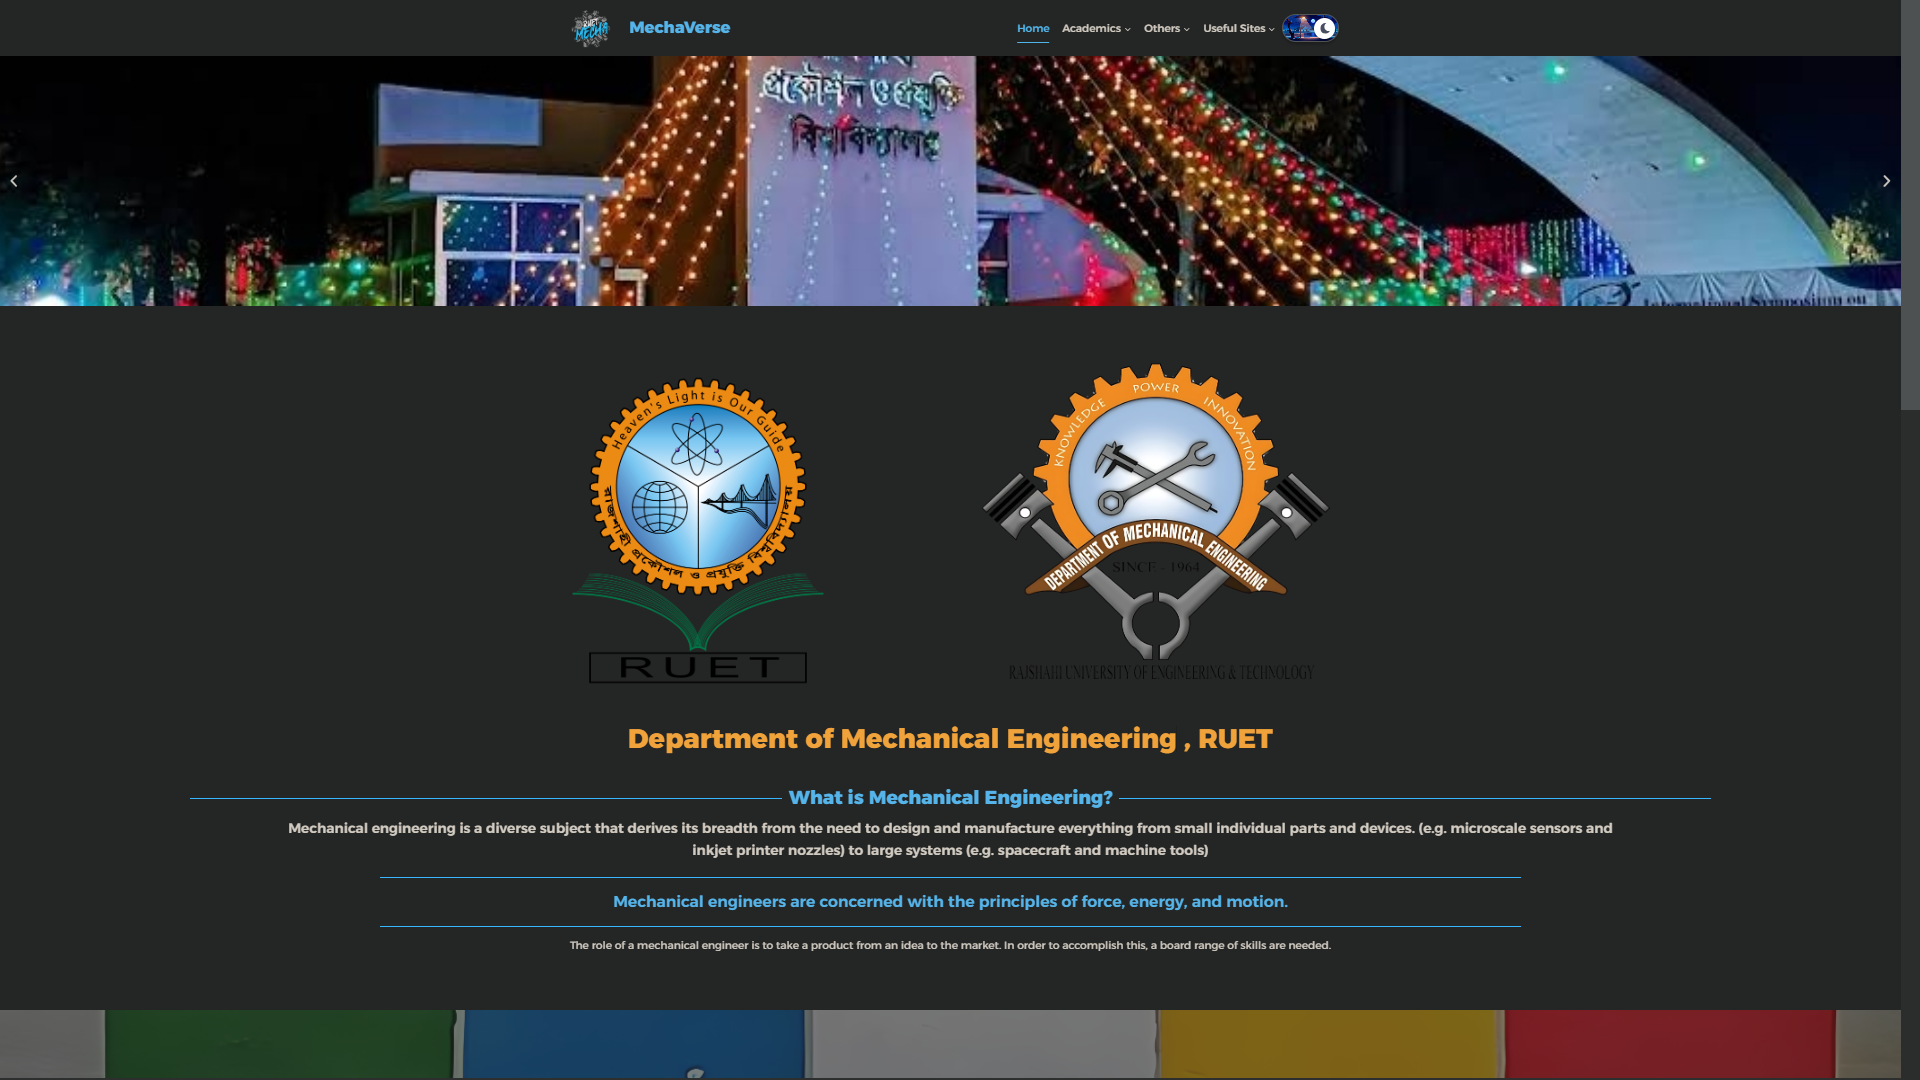 MechaVerse
Home
Academics
Others
Useful Sites
প্রকৌশল ও প্রযুক্তি
বিশ্ববিদ্যালয়
International Symposium on
Heaven's Light is Our Guide
রাজশাহী প্রকৌশল ও প্রযুক্তি বিশ্ববিদ্যালয়
RUET
KNOWLEDGE POWER INNOVATION
DEPARTMENT OF MECHANICAL ENGINEERING
SINCE - 1964
RAJSHAHI UNIVERSITY OF ENGINEERING & TECHNOLOGY
Department of Mechanical Engineering , RUET
What is Mechanical Engineering?
Mechanical engineering is a diverse subject that derives its breadth from the need to design and manufacture everything from small individual parts and devices. (e.g. microscale sensors and
inkjet printer nozzles) to large systems (e.g. spacecraft and machine tools)
Mechanical engineers are concerned with the principles of force, energy, and motion.
The role of a mechanical engineer is to take a product from an idea to the market. In order to accomplish this, a board range of skills are needed.